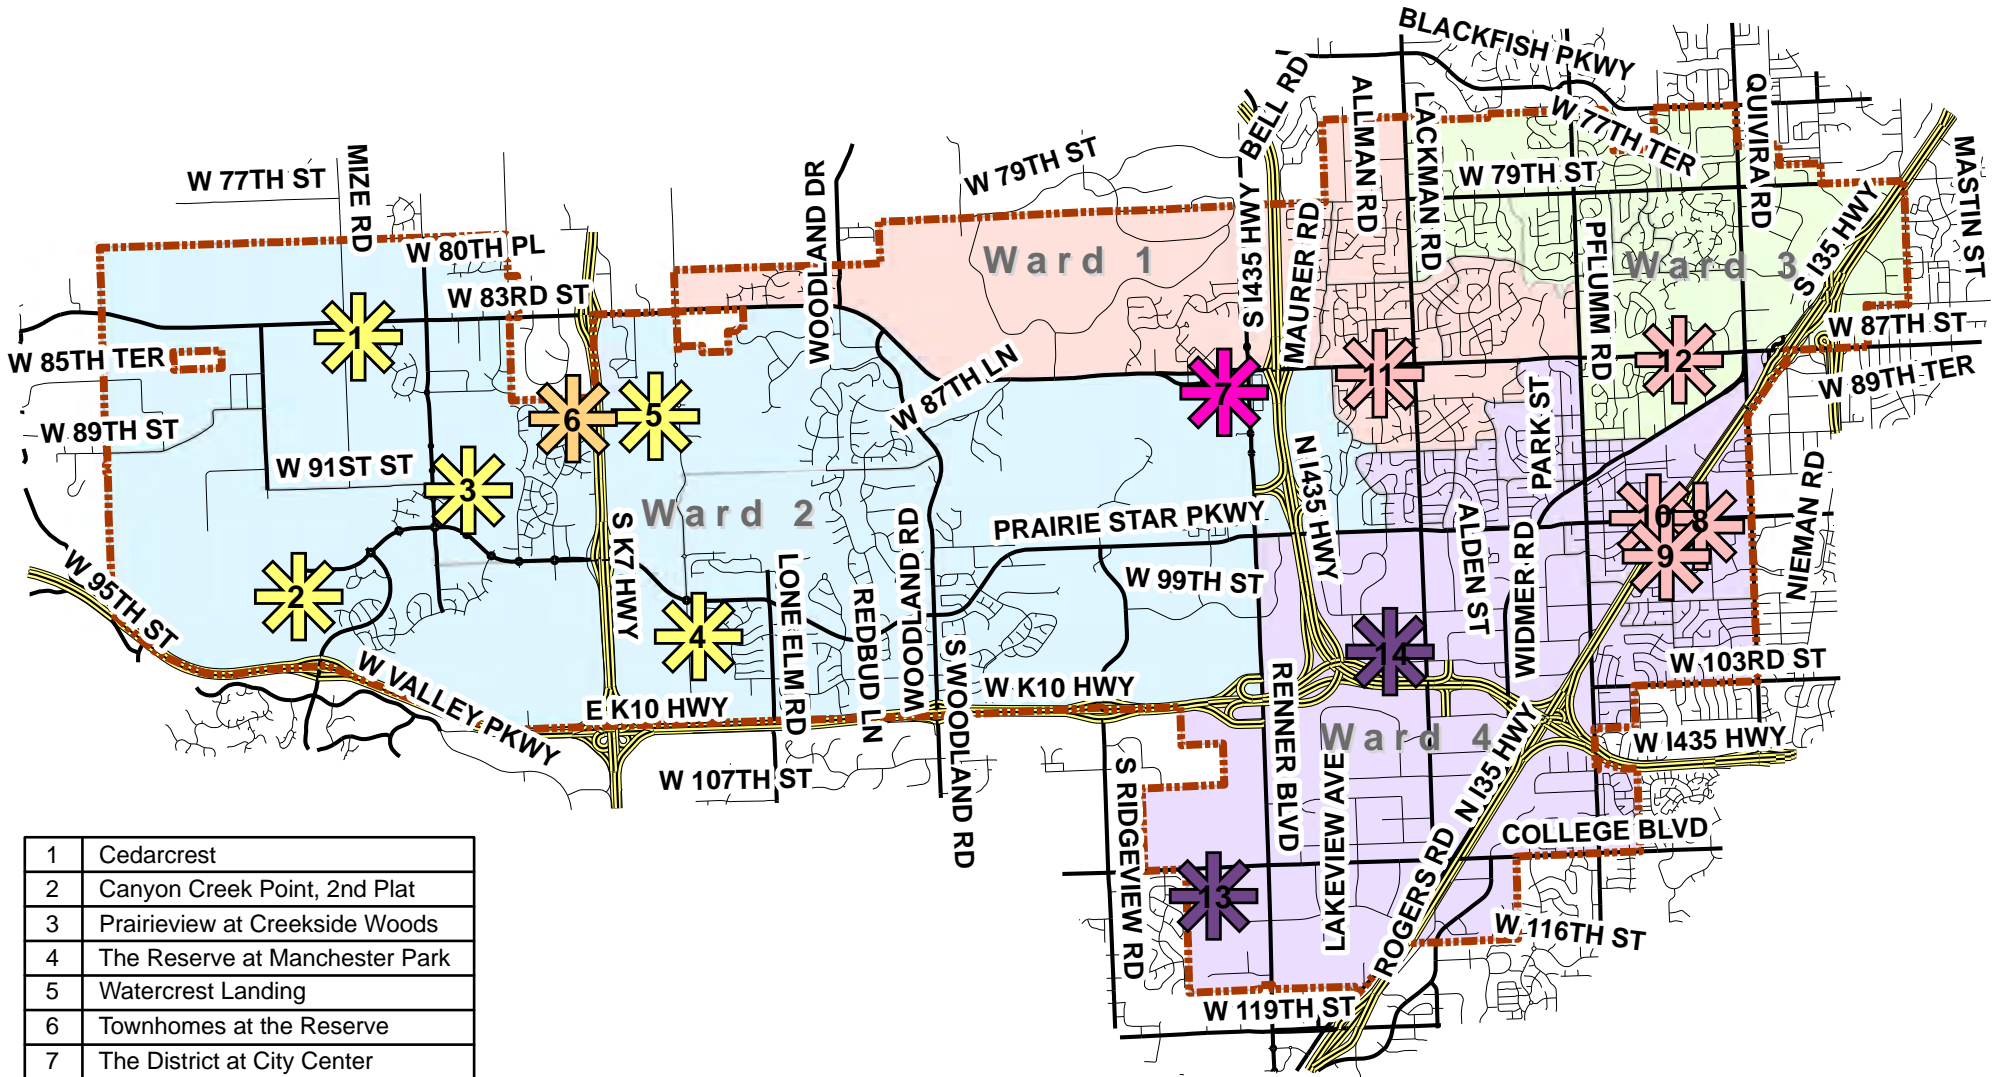 BLACKFISH PKWY
BELL RD
ALLMAN RD
LACKMAN RD
QUIVIRA RD
W 77TH TER
MASTIN ST
W 77TH ST
MIZE RD
W 79TH ST
W 79TH ST
WOODLAND DR
S I435 HWY
MAURER RD
PFLUMM RD
S I35 HWY
W 80TH PL
Ward 1
Ward 3
W 83RD ST
W 87TH ST
1
W 85TH TER
W 87TH LN
7
11
12
W 89TH TER
6
5
PARK ST
W 89TH ST
W 91ST ST
3
Ward 2
N I435 HWY
NIEMAN RD
S K7 HWY
WOODLAND RD
PRAIRIE STAR PKWY
ALDEN ST
WIDMER RD
10
8
9
W 95TH ST
2
LONE ELM RD
REDBUD LN
W 99TH ST
4
S WOODLAND RD
14
W 103RD ST
W VALLEY PKWY
E K10 HWY
W K10 HWY
RENNER BLVD
Ward 4
W I435 HWY
W 107TH ST
S RIDGEVIEW RD
LAKEVIEW AVE
N I35 HWY
COLLEGE BLVD
13
ROGERS RD
W 116TH ST
W 119TH ST
1 Cedarcrest
2 Canyon Creek Point, 2nd Plat
3 Prairieview at Creekside Woods
4 The Reserve at Manchester Park
5 Watercrest Landing
6 Townhomes at the Reserve
7 The District at City Center